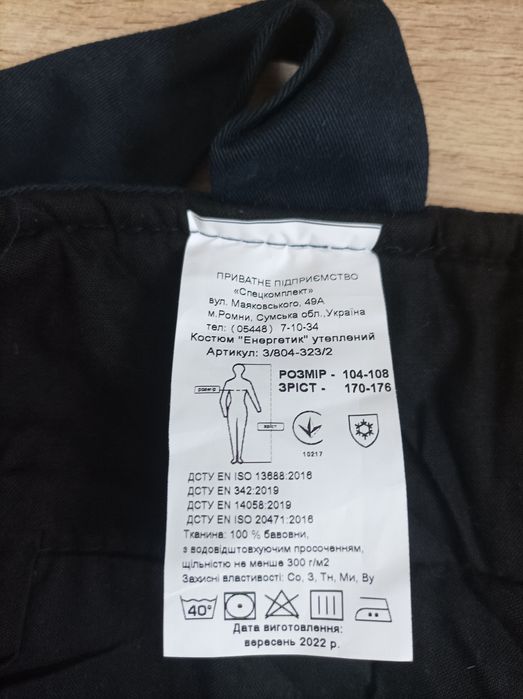 ПРИВАТНЕ ПІДПРИЄМСТВО
«Спецкомплект»
вул. Маяковського, 49А
м.Ромни, Сумська обл.,Україна
тел: (05448) 7-10-34
Костюм "Енергетик" утеплений
Артикул: 3/804-323/2
РОЗМІР - 104-108
ЗРІСТ - 170-176
розмір
зріст
10217
ДСТУ EN ISO 13688:2016
ДСТУ EN 342:2019
ДСТУ EN 14058:2019
ДСТУ EN ISO 20471:2016
Тканина: 100 % бавовни,
з водовідштовхуючим просоченням,
щільністю не менше 300 г/м2
Захисні властивості: Со, З, Тн, Ми, Ву
40°
Дата виготовлення:
вересень 2022 р.